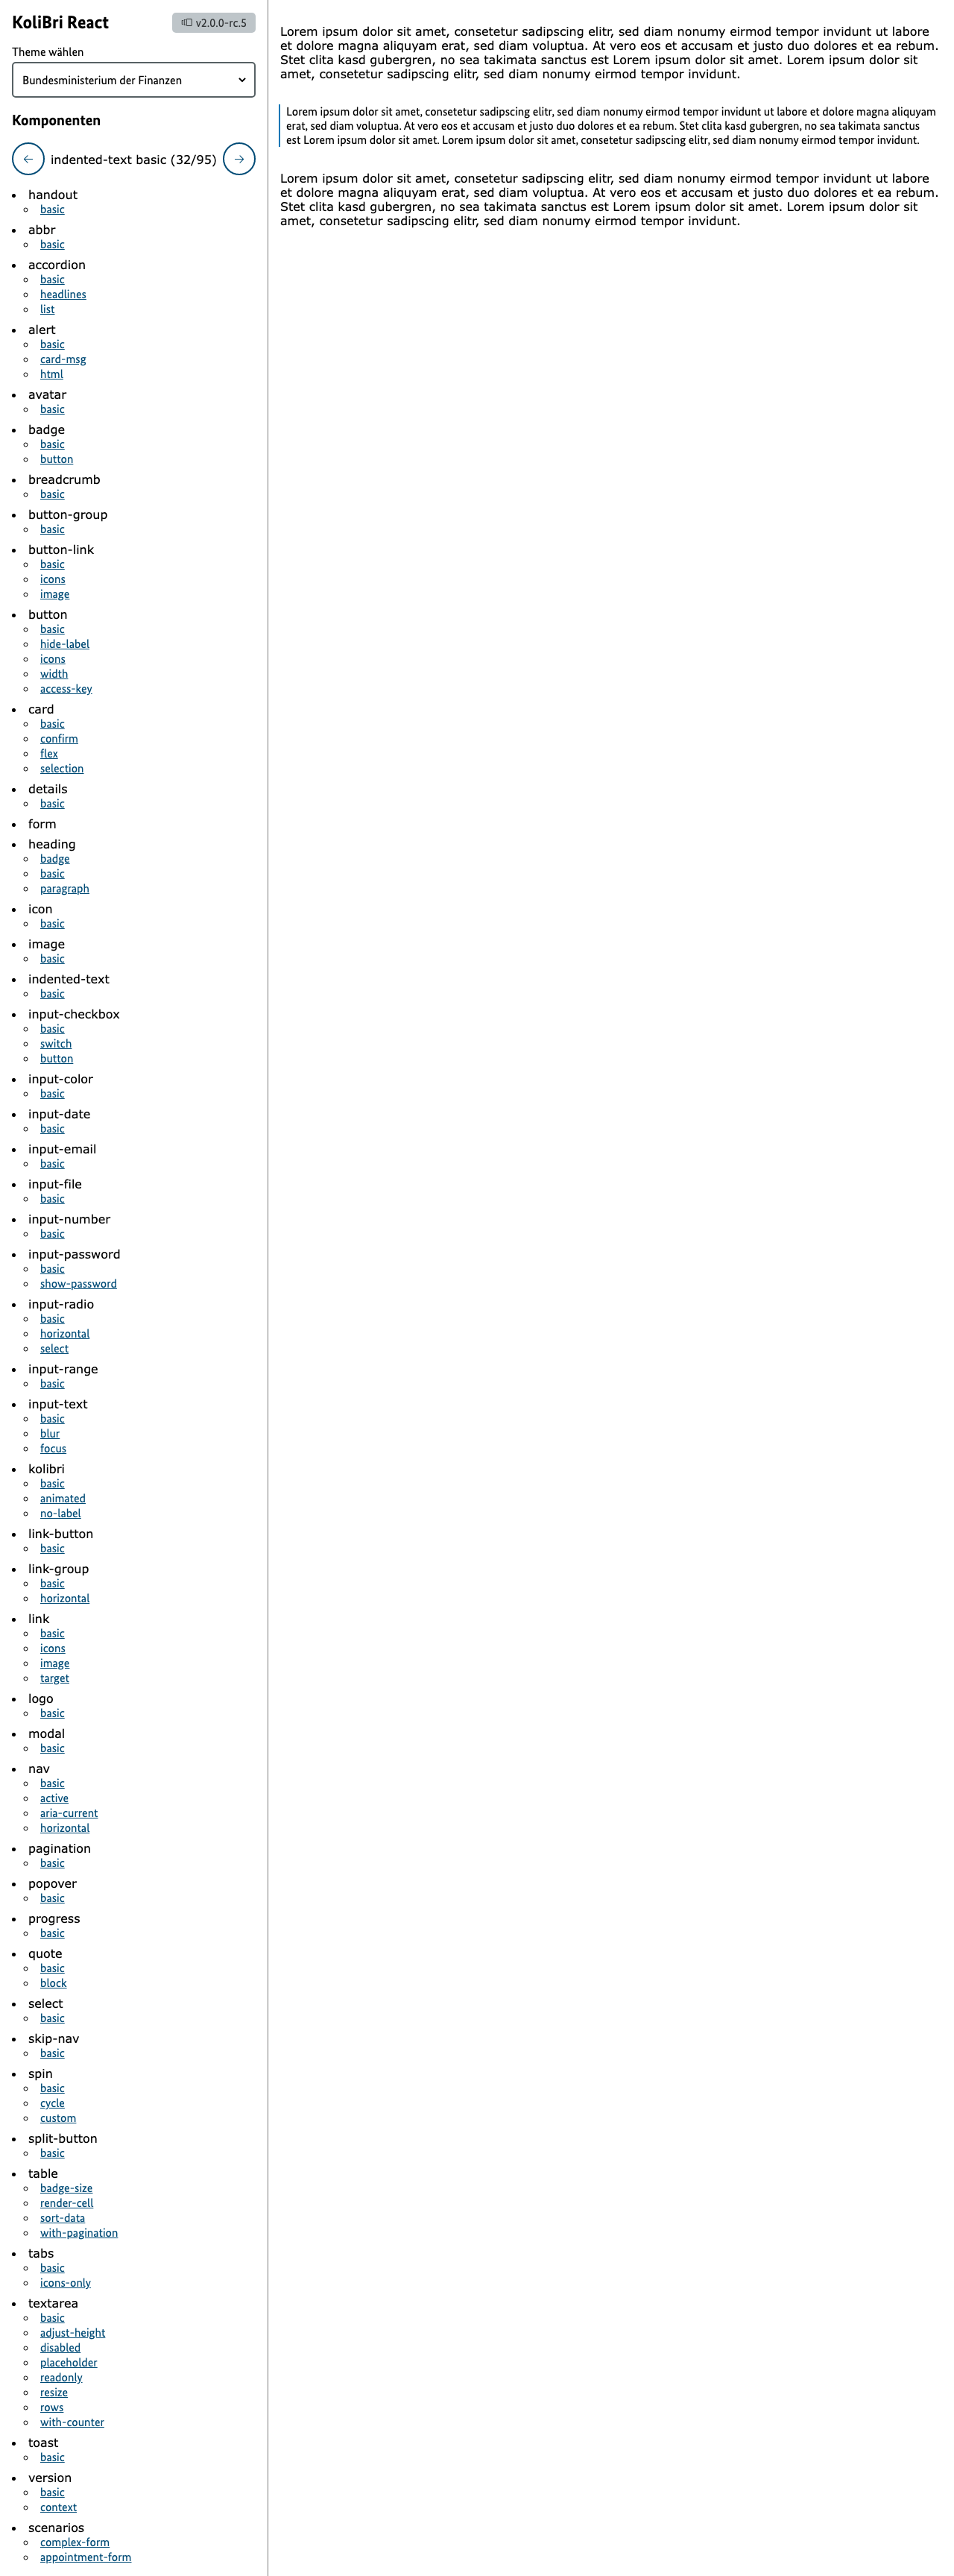 KoliBri React
v2.0.0-rc.5
Theme wählen
Bundesministerium der Finanzen
Komponenten
indented-text basic (32/95)
handout
basic
abbr
basic
accordion
basic
headlines
list
alert
basic
card-msg
html
avatar
basic
badge
basic
button
breadcrumb
basic
button-group
basic
button-link
basic
icons
image
button
basic
hide-label
icons
width
access-key
card
basic
confirm
flex
selection
details
basic
form
heading
badge
basic
paragraph
icon
basic
image
basic
indented-text
basic
input-checkbox
basic
switch
button
input-color
basic
input-date
basic
input-email
basic
input-file
basic
input-number
basic
input-password
basic
show-password
input-radio
basic
horizontal
select
input-range
basic
input-text
basic
blur
focus
kolibri
basic
animated
no-label
link-button
basic
link-group
basic
horizontal
link
basic
icons
image
target
logo
basic
modal
basic
nav
basic
active
aria-current
horizontal
pagination
basic
popover
basic
progress
basic
quote
basic
block
select
basic
skip-nav
basic
spin
basic
cycle
custom
split-button
basic
table
badge-size
render-cell
sort-data
with-pagination
tabs
basic
icons-only
textarea
basic
adjust-height
disabled
placeholder
readonly
resize
rows
with-counter
toast
basic
version
basic
context
scenarios
complex-form
appointment-form
Lorem ipsum dolor sit amet, consetetur sadipscing elitr, sed diam nonumy eirmod tempor invidunt ut labore
et dolore magna aliquyam erat, sed diam voluptua. At vero eos et accusam et justo duo dolores et ea rebum.
Stet clita kasd gubergren, no sea takimata sanctus est Lorem ipsum dolor sit amet. Lorem ipsum dolor sit
amet, consetetur sadipscing elitr, sed diam nonumy eirmod tempor invidunt.
Lorem ipsum dolor sit amet, consetetur sadipscing elitr, sed diam nonumy eirmod tempor invidunt ut labore et dolore magna aliquyam
erat, sed diam voluptua. At vero eos et accusam et justo duo dolores et ea rebum. Stet clita kasd gubergren, no sea takimata sanctus
est Lorem ipsum dolor sit amet. Lorem ipsum dolor sit amet, consetetur sadipscing elitr, sed diam nonumy eirmod tempor invidunt.
Lorem ipsum dolor sit amet, consetetur sadipscing elitr, sed diam nonumy eirmod tempor invidunt ut labore
et dolore magna aliquyam erat, sed diam voluptua. At vero eos et accusam et justo duo dolores et ea rebum.
Stet clita kasd gubergren, no sea takimata sanctus est Lorem ipsum dolor sit amet. Lorem ipsum dolor sit
amet, consetetur sadipscing elitr, sed diam nonumy eirmod tempor invidunt.